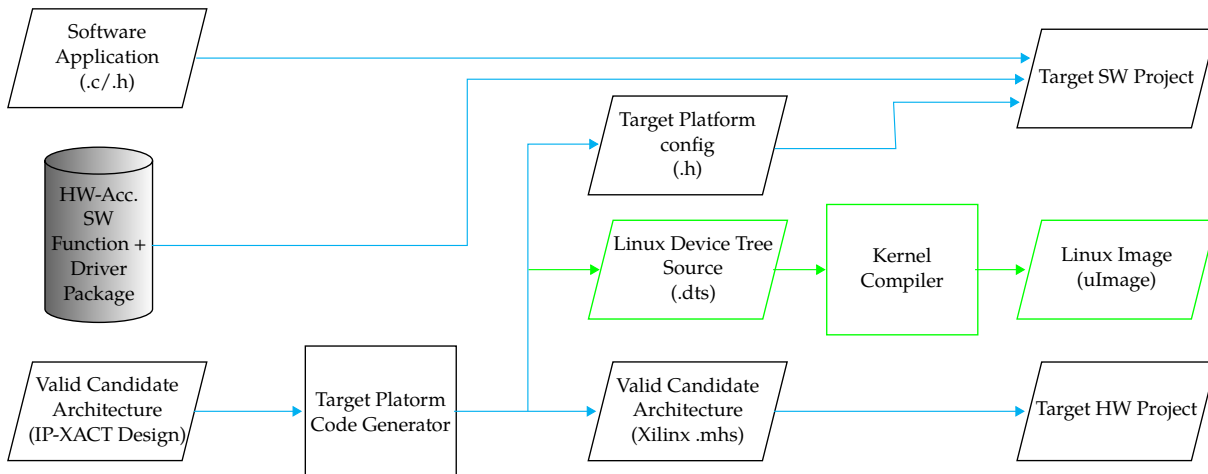 Software
Application
(.c/.h)
Target SW Project
Target Platform
config
(.h)
HW-Acc.
SW
Function +
Driver
Package
Linux Device Tree
Source
(.dts)
Kernel
Compiler
Linux Image
(uImage)
Valid Candidate
Architecture
(IP-XACT Design)
Target Platorm
Code Generator
Valid Candidate
Architecture
(Xilinx .mhs)
Target HW Project